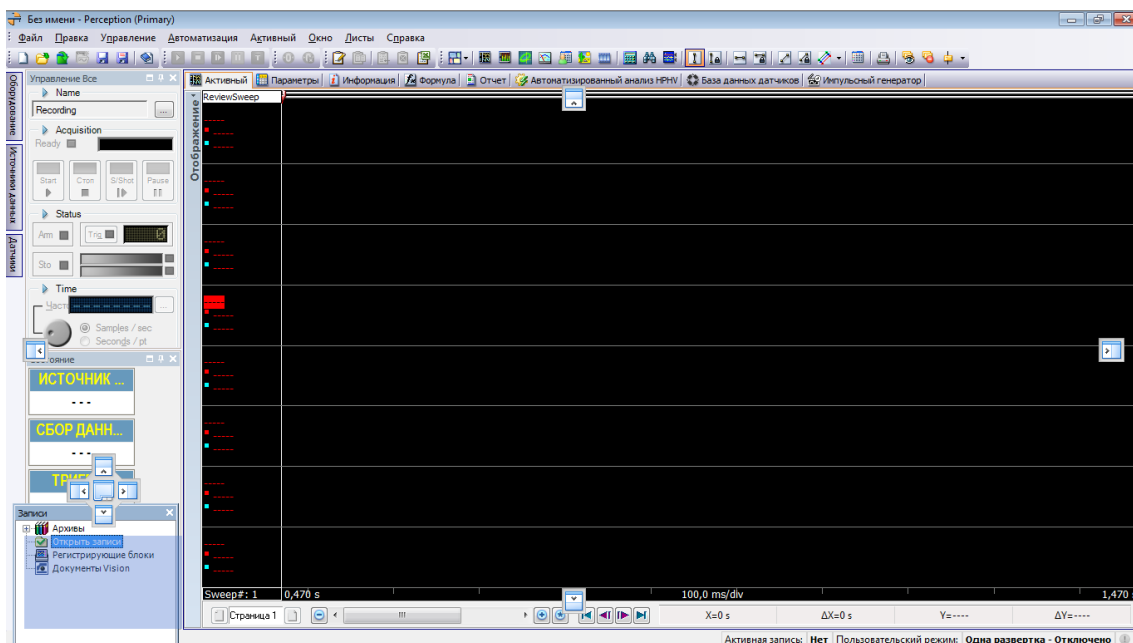 Без имени - Perception (Primary)
Файл Правка Управление Автоматизация Активный Окно Листы Справка
Оборудование
Источники данных
Датчики
Управление Все
Name
Recording
...
Acquisition
Ready
Start Стоп S/Shot Pause
Status
Arm Trig 0
Sto
Time
...
Samples / sec
Seconds / pt
ИСТОЧНИК ...
---
СБОР ДАНН...
---
Записи
Архивы
Открыть записи
Регистрирующие блоки
Документы Vision
Активный Параметры Информация Формула Отчет Автоматизированный анализ HPHV База данных датчиков Импульсный генератор
Отображение
ReviewSweep
Sweep#: 1 0,470 s 100,0 ms/div 1,470
Страница 1 X=0 s ΔX=0 s Y=---- ΔY=----
Активная запись: Нет Пользовательский режим: Одна развертка - Отключено